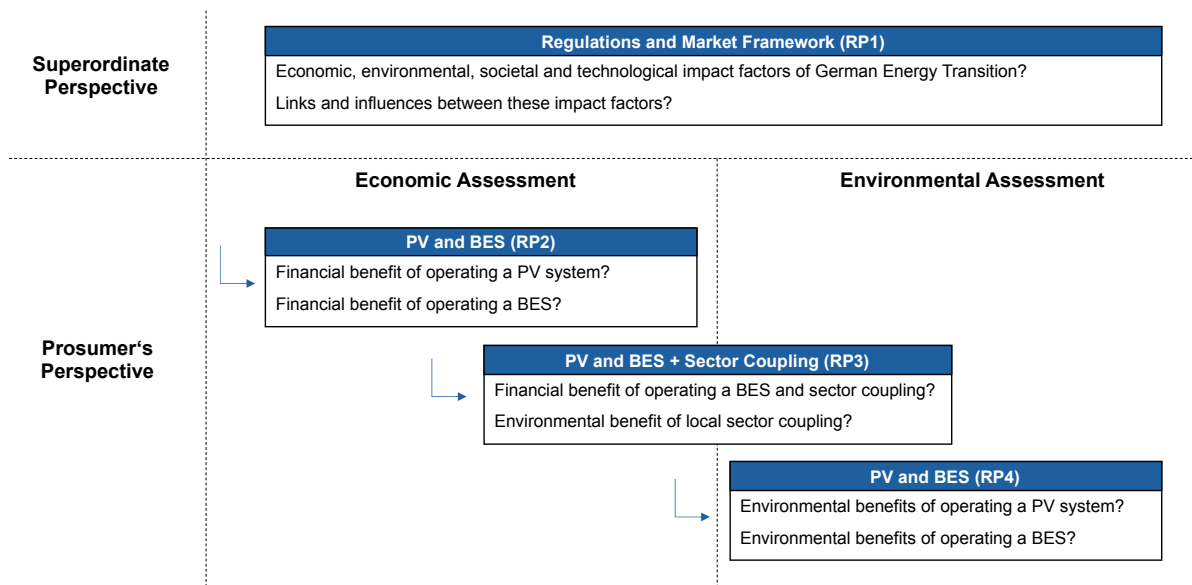 Superordinate
Perspective
Regulations and Market Framework (RP1)
Economic, environmental, societal and technological impact factors of German Energy Transition?
Links and influences between these impact factors?
Economic Assessment
Environmental Assessment
Prosumer‘s
Perspective
PV and BES (RP2)
Financial benefit of operating a PV system?
Financial benefit of operating a BES?
PV and BES + Sector Coupling (RP3)
Financial benefit of operating a BES and sector coupling?
Environmental benefit of local sector coupling?
PV and BES (RP4)
Environmental benefits of operating a PV system?
Environmental benefits of operating a BES?